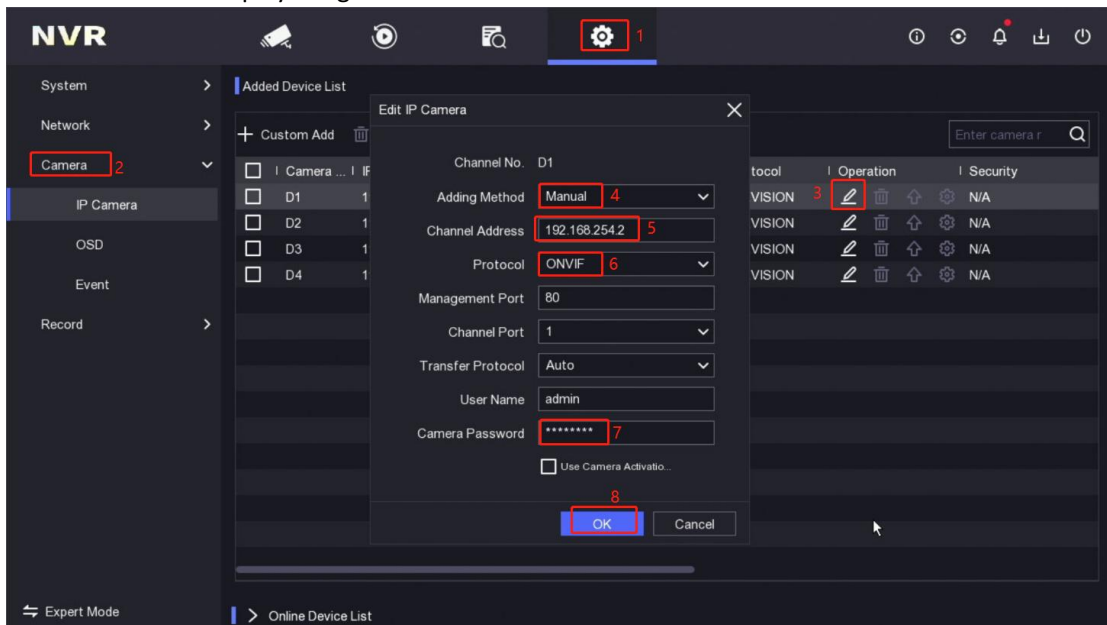 NVR
1
System
Added Device List
Edit IP Camera
Network
Custom Add
Enter camera r
Camera 2
Channel No. D1
Camera ...
tocol
Operation
Security
IP Camera
D1
1
Adding Method Manual 4
VISION 3
N/A
D2
1
Channel Address 192.168.254.2 5
VISION
N/A
OSD
D3
1
Protocol ONVIF 6
VISION
N/A
D4
1
VISION
N/A
Event
Management Port 80
Record
Channel Port 1
Transfer Protocol Auto
User Name admin
Camera Password ******** 7
Use Camera Activatio...
8
OK
Cancel
Expert Mode
Online Device List